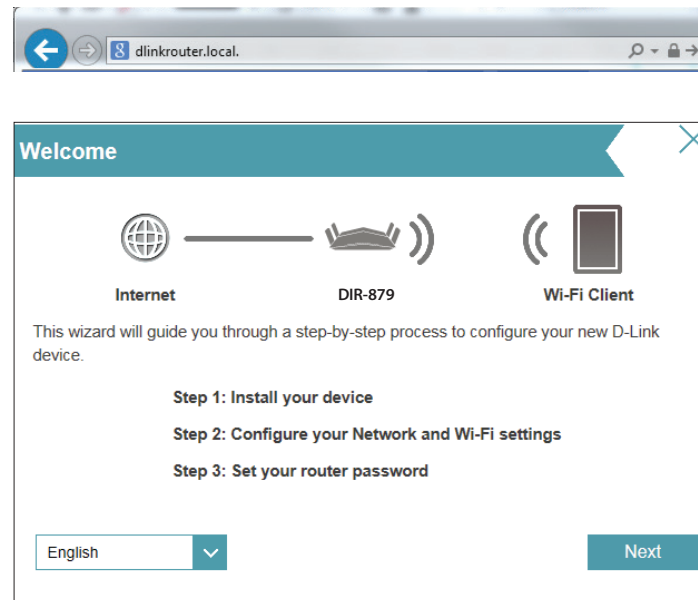 dlinkrouter.local.
Welcome
Internet
DIR-879
Wi-Fi Client
This wizard will guide you through a step-by-step process to configure your new D-Link
device.
Step 1: Install your device
Step 2: Configure your Network and Wi-Fi settings
Step 3: Set your router password
English
Next